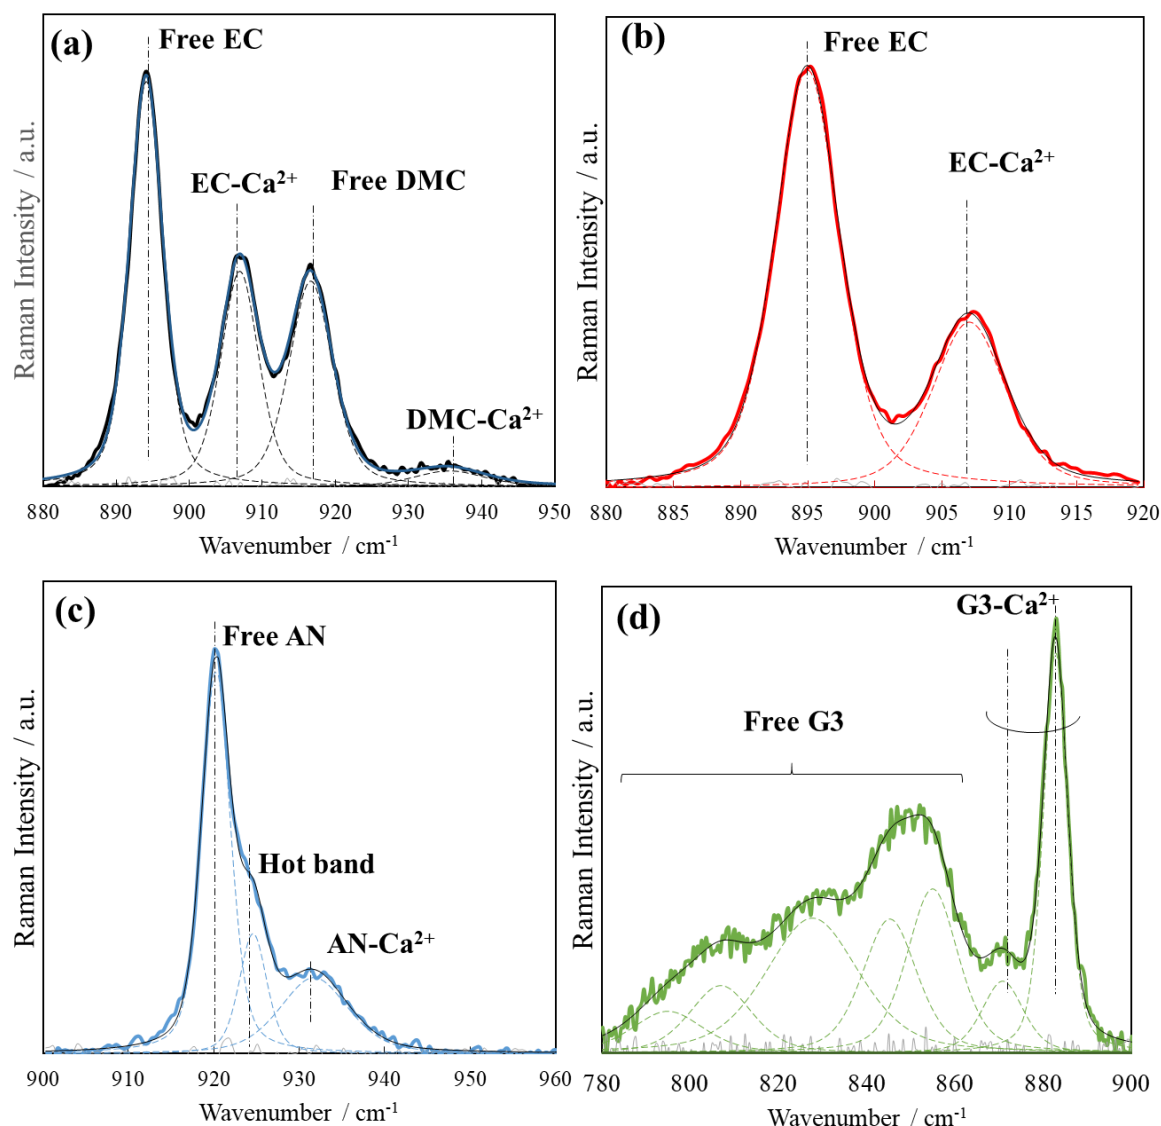 (a)
Free EC
EC-Ca²⁺
Free DMC
DMC-Ca²⁺
Raman Intensity / a.u.
880 890 900 910 920 930 940 950
Wavenumber / cm⁻¹
(b)
Free EC
EC-Ca²⁺
Raman Intensity / a.u.
880 885 890 895 900 905 910 915 920
Wavenumber / cm⁻¹
(c)
Free AN
Hot band
AN-Ca²⁺
Raman Intensity / a.u.
900 910 920 930 940 950 960
Wavenumber / cm⁻¹
(d)
G3-Ca²⁺
Free G3
Raman Intensity / a.u.
780 800 820 840 860 880 900
Wavenumber / cm⁻¹